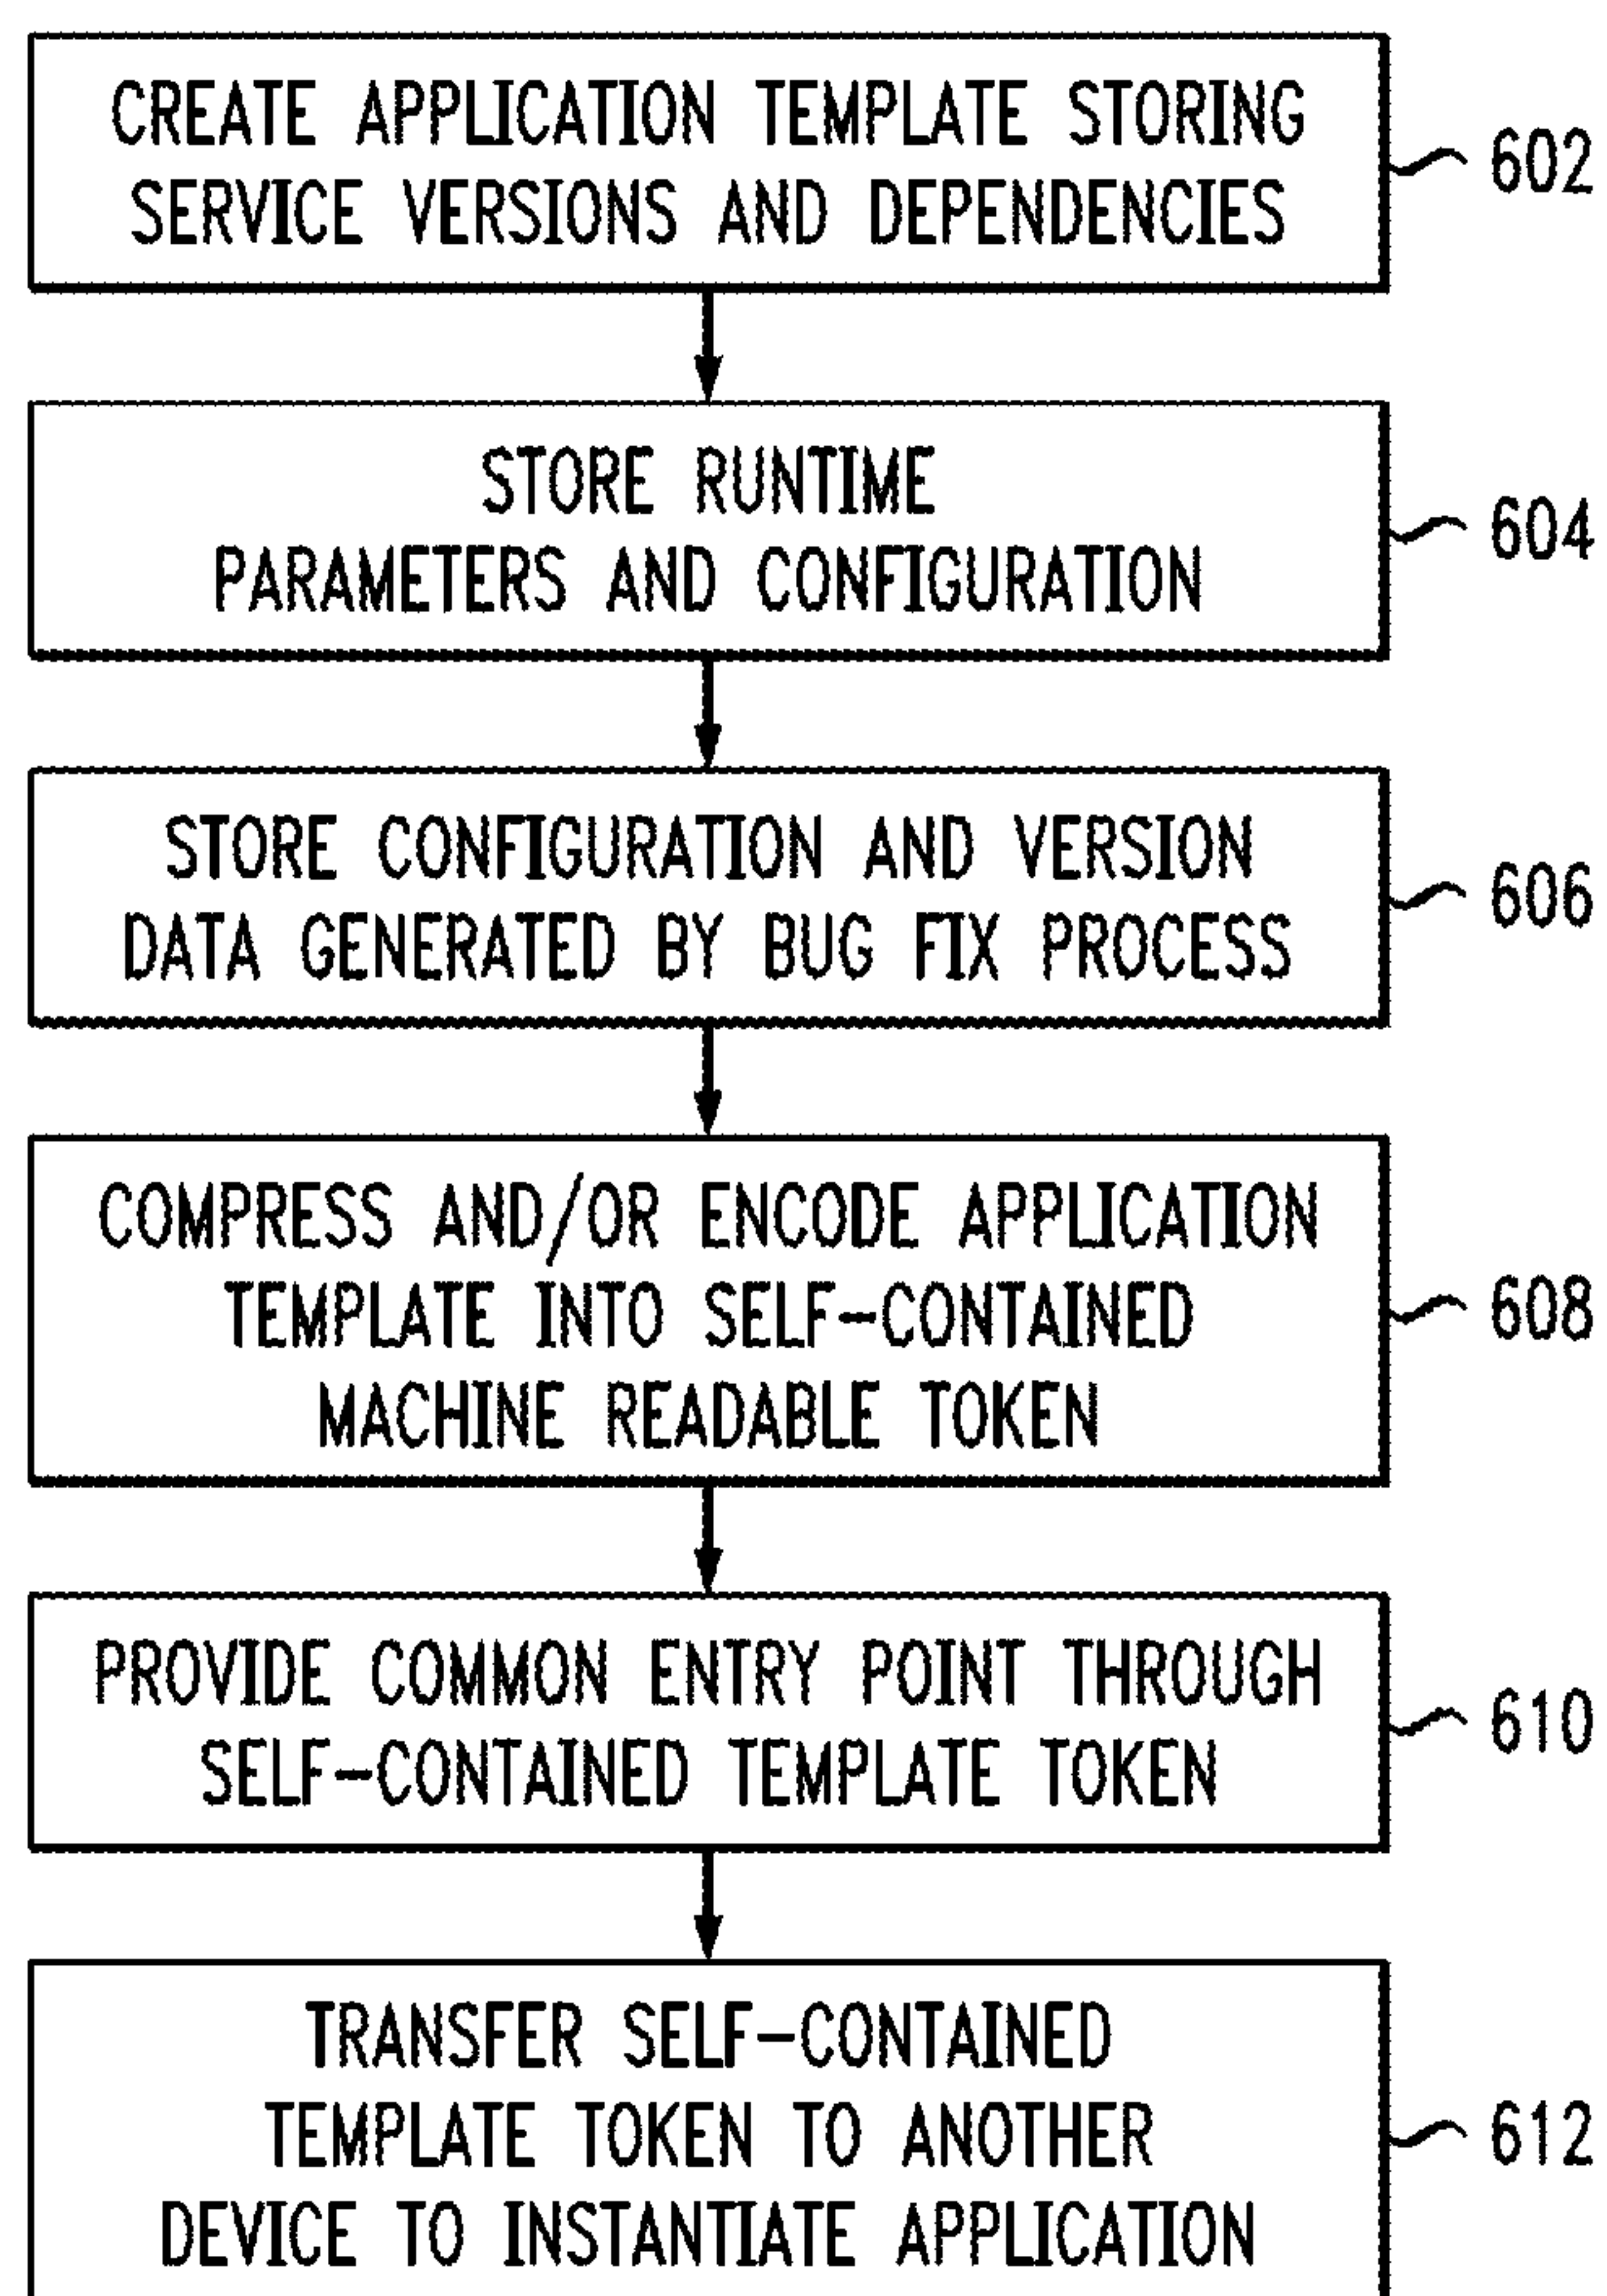 CREATE APPLICATION TEMPLATE STORING
SERVICE VERSIONS AND DEPENDENCIES
602
STORE RUNTIME
PARAMETERS AND CONFIGURATION
604
STORE CONFIGURATION AND VERSION
DATA GENERATED BY BUG FIX PROCESS
606
COMPRESS AND/OR ENCODE APPLICATION
TEMPLATE INTO SELF-CONTAINED
MACHINE READABLE TOKEN
608
PROVIDE COMMON ENTRY POINT THROUGH
SELF-CONTAINED TEMPLATE TOKEN
610
TRANSFER SELF-CONTAINED
TEMPLATE TOKEN TO ANOTHER
DEVICE TO INSTANTIATE APPLICATION
612